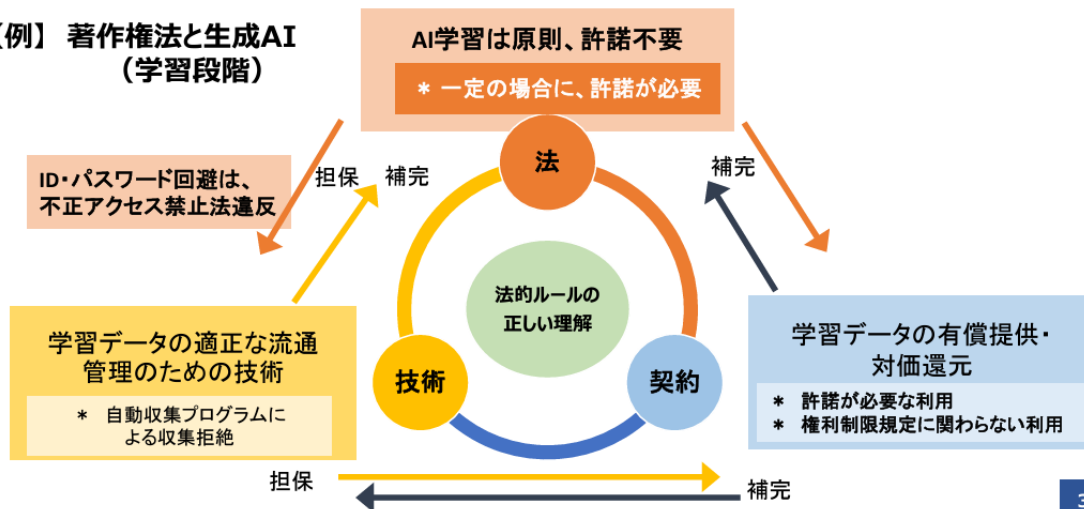 【例】 著作権法と生成AI
（学習段階）
AI学習は原則、許諾不要
＊ 一定の場合に、許諾が必要
ID・パスワード回避は、
不正アクセス禁止法違反
担保
補完
法
補完
法的ルールの
正しい理解
学習データの適正な流通
管理のための技術
＊ 自動収集プログラムに
よる収集拒絶
技術
契約
学習データの有償提供・
対価還元
＊ 許諾が必要な利用
＊ 権利制限規定に関わらない利用
担保
補完
3